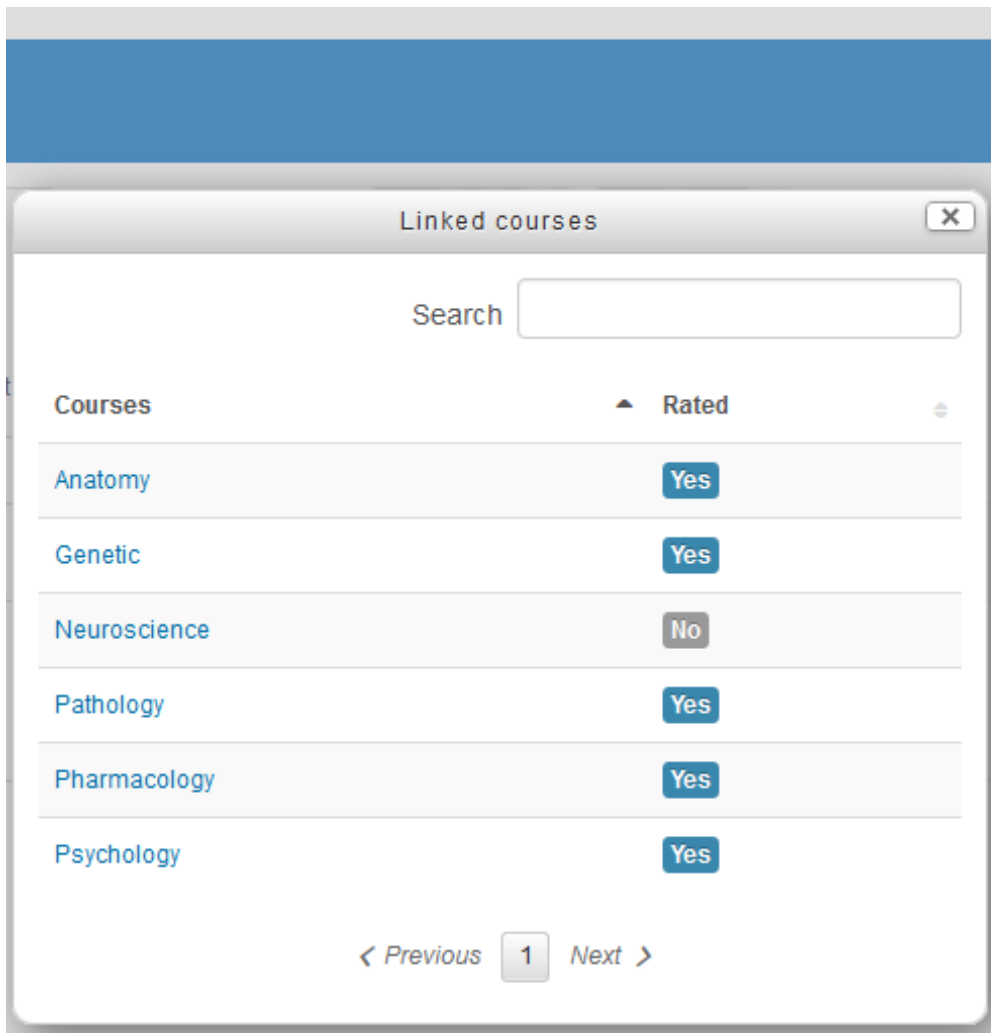 Linked courses
Search
Courses Rated
Anatomy Yes
Genetic Yes
Neuroscience No
Pathology Yes
Pharmacology Yes
Psychology Yes
Previous 1 Next